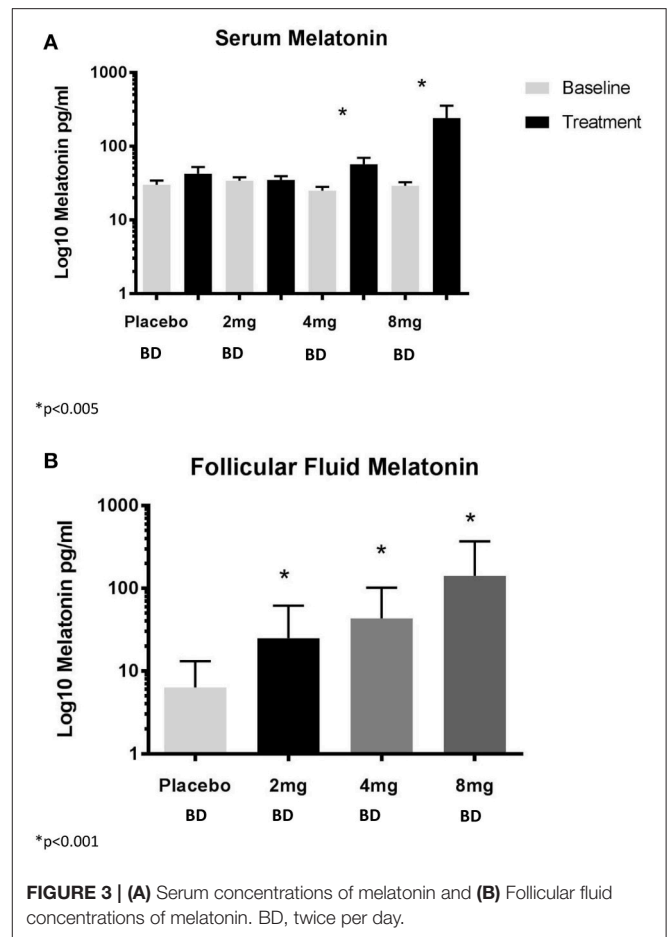 A
Serum Melatonin
Log10 Melatonin pg/ml
1000
100
10
1
* *
Baseline
Treatment
Placebo 2mg 4mg 8mg
BD BD BD BD
*p<0.005
B
Follicular Fluid Melatonin
Log10 Melatonin pg/ml
1000
100
10
1
* * *
Placebo 2mg 4mg 8mg
BD BD BD BD
*p<0.001
FIGURE 3 | (A) Serum concentrations of melatonin and (B) Follicular fluid
concentrations of melatonin. BD, twice per day.